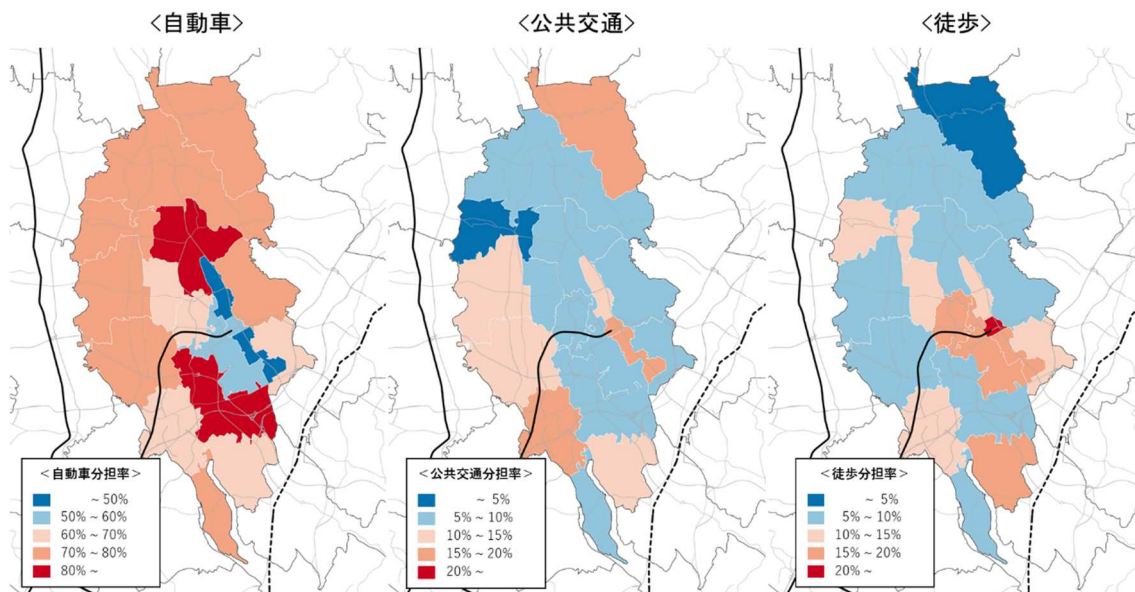 <自動車>
<公共交通>
<徒歩>
<自動車分担率>
~ 50%
50% ~ 60%
60% ~ 70%
70% ~ 80%
80% ~
<公共交通分担率>
~ 5%
5% ~ 10%
10% ~ 15%
15% ~ 20%
20% ~
<徒歩分担率>
~ 5%
5% ~ 10%
10% ~ 15%
15% ~ 20%
20% ~